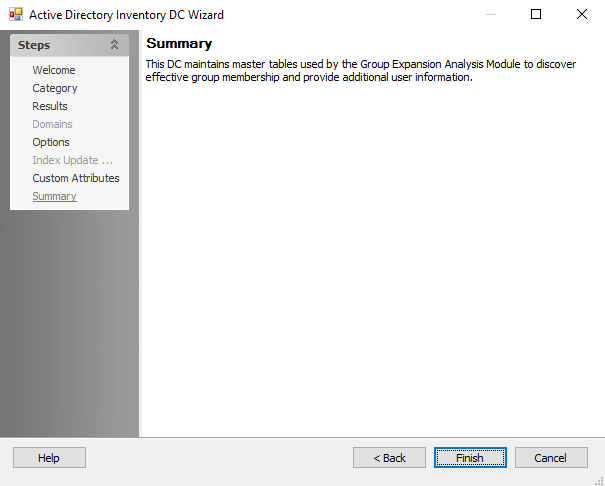 Active Directory Inventory DC Wizard
Steps
Welcome
Category
Results
Domains
Options
Index Update ...
Custom Attributes
Summary
Summary
This DC maintains master tables used by the Group Expansion Analysis Module to discover
effective group membership and provide additional user information.
Help
< Back
Finish
Cancel